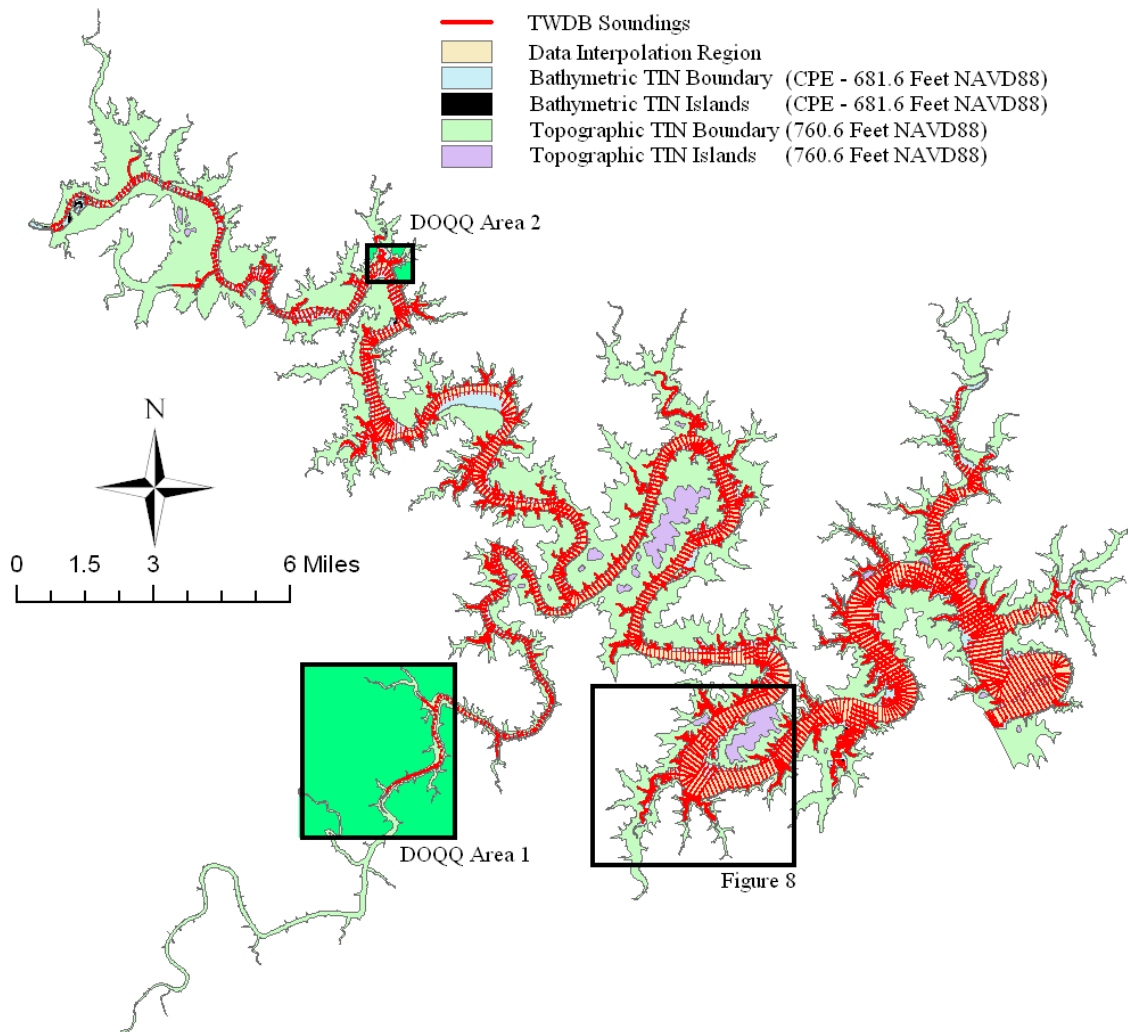 TWDB Soundings
Data Interpolation Region
Bathymetric TIN Boundary (CPE - 681.6 Feet NAVD88)
Bathymetric TIN Islands (CPE - 681.6 Feet NAVD88)
Topographic TIN Boundary (760.6 Feet NAVD88)
Topographic TIN Islands (760.6 Feet NAVD88)
DOQQ Area 2
N
0 1.5 3 6 Miles
DOQQ Area 1
Figure 8